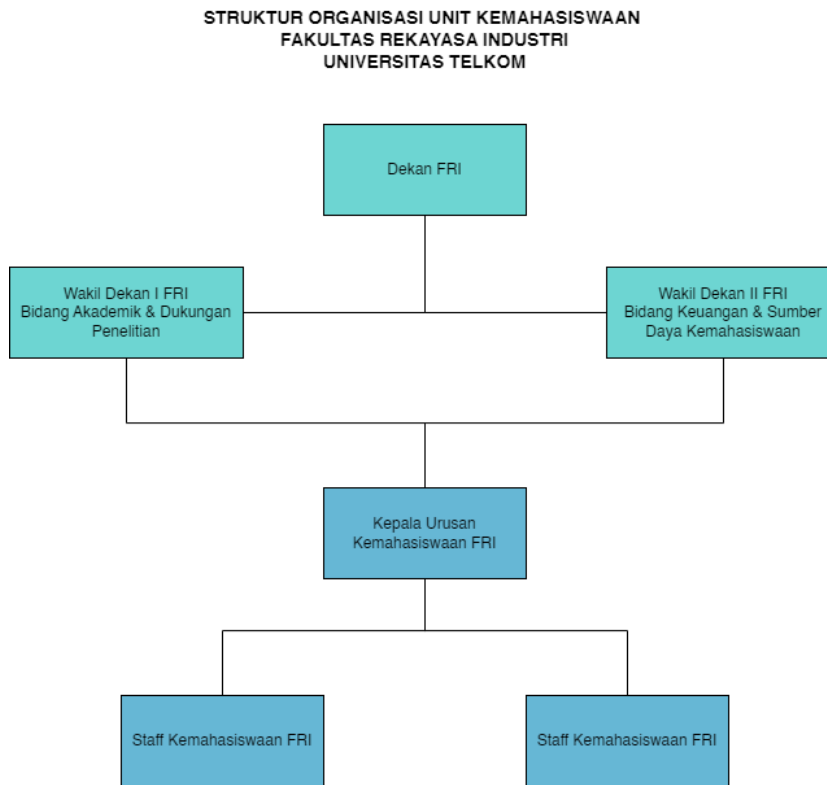 STRUKTUR ORGANISASI UNIT KEMAHASISWAAN
FAKULTAS REKAYASA INDUSTRI
UNIVERSITAS TELKOM
Dekan FRI
Wakil Dekan I FRI
Bidang Akademik & Dukungan
Penelitian
Wakil Dekan II FRI
Bidang Keuangan & Sumber
Daya Kemahasiswaan
Kepala Urusan
Kemahasiswaan FRI
Staff Kemahasiswaan FRI
Staff Kemahasiswaan FRI